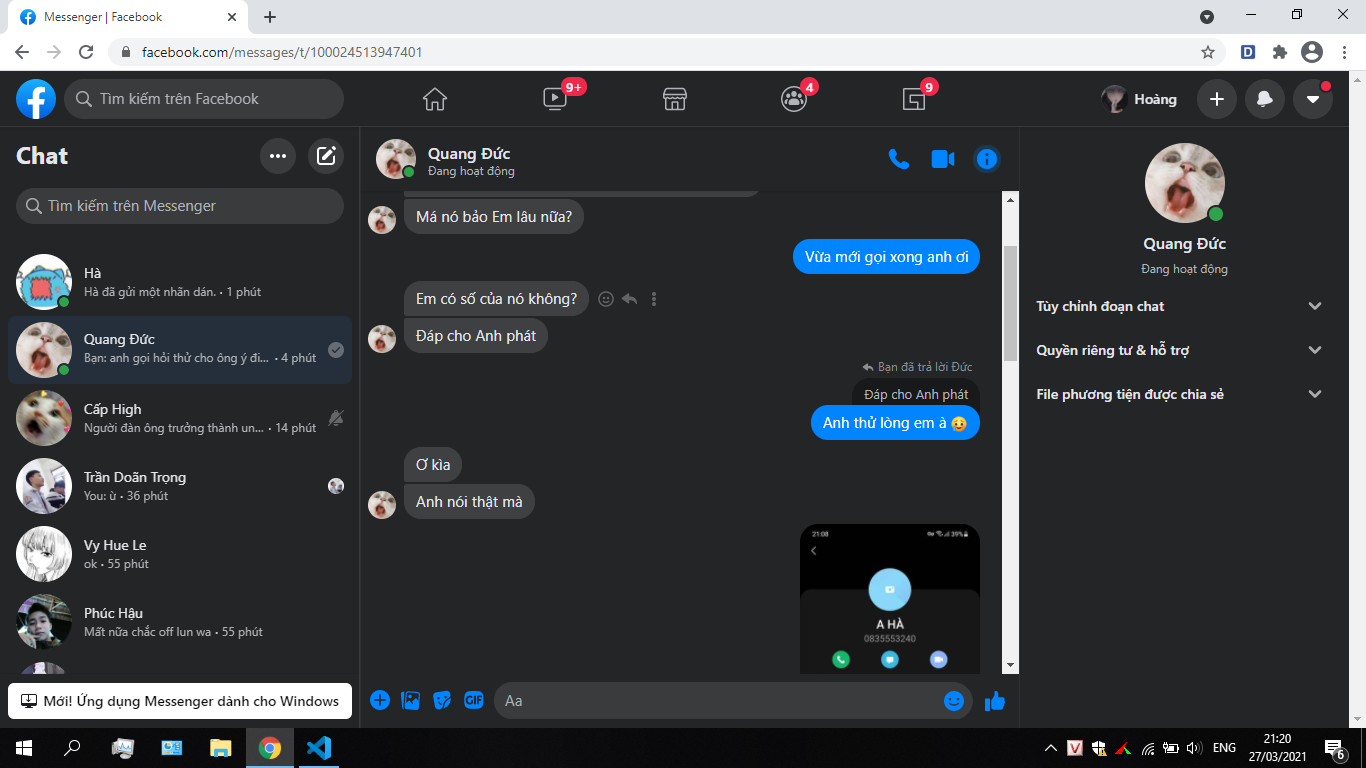 Messenger | Facebook
facebook.com/messages/t/100024513947401
Tìm kiếm trên Facebook
9+
4
9
Hoàng
Chat
Tìm kiếm trên Messenger
Hà
Hà đã gửi một nhãn dán. · 1 phút
Quang Đức
Bạn: anh gọi hỏi thử cho ông ý đi... · 4 phút
Cấp High
Người đàn ông trưởng thành un... · 14 phút
Trần Doãn Trọng
You: ừ · 36 phút
Vy Hue Le
ok · 55 phút
Phúc Hậu
Mất nữa chắc off lun wa · 55 phút
Mới! Ứng dụng Messenger dành cho Windows
Quang Đức
Đang hoạt động
Má nó bảo Em lâu nữa?
Vừa mới gọi xong anh ơi
Em có số của nó không?
Đáp cho Anh phát
Bạn đã trả lời Đức
Đáp cho Anh phát
Anh thử lòng em à 😥
Ơ kìa
Anh nói thật mà
21:08
39%
A HÀ
0835553240
GIF
Aa
Quang Đức
Đang hoạt động
Tùy chỉnh đoạn chat
Quyền riêng tư & hỗ trợ
File phương tiện được chia sẻ
ENG
21:20
27/03/2021
6